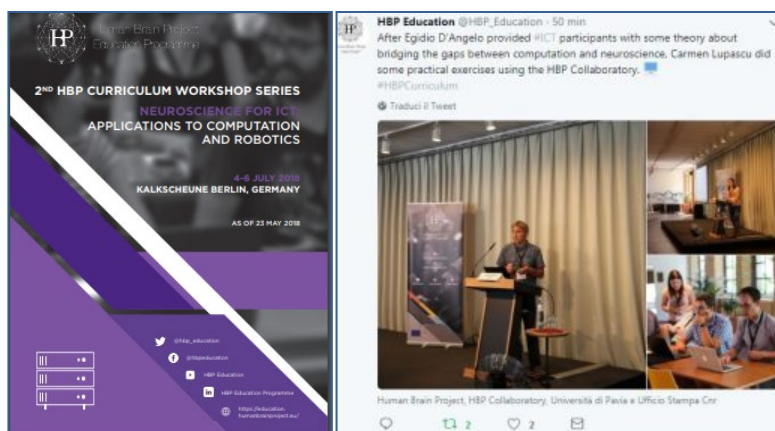 HP
Human Brain Project
Education Programme
2ND HBP CURRICULUM WORKSHOP SERIES
NEUROSCIENCE FOR ICT:
APPLICATIONS TO COMPUTATION
AND ROBOTICS
4-6 JULY 2018
KALKSCHEUNE BERLIN, GERMANY
AS OF 23 MAY 2018
@hbp_education
@hbpeducation
HBP Education
HBP Education Programme
https://education.
humanbrainproject.eu/
HBP Education @HBP_Education · 50 min
After Egidio D'Angelo provided #ICT participants with some theory about
bridging the gaps between computation and neuroscience, Carmen Lupascu did
some practical exercises using the HBP Collaboratory.
#HBPCurriculum
Traduci il Tweet
Human Brain Project, HBP Collaboratory, Università di Pavia e Ufficio Stampa Cnr
2 2